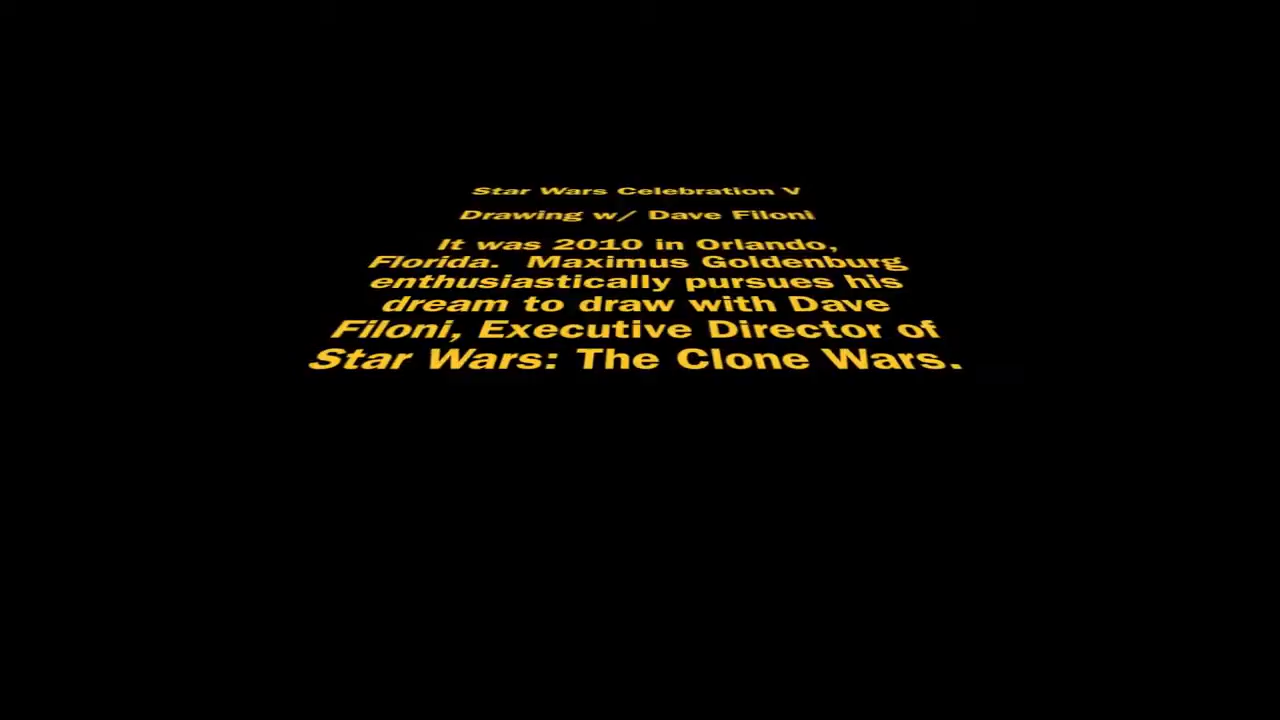 Star Wars Celebration V
Drawing w/ Dave Filoni
It was 2010 in Orlando,
Florida.  Maximus Goldenburg
enthusiastically pursues his
dream to draw with Dave
Filoni, Executive Director of
Star Wars: The Clone Wars.